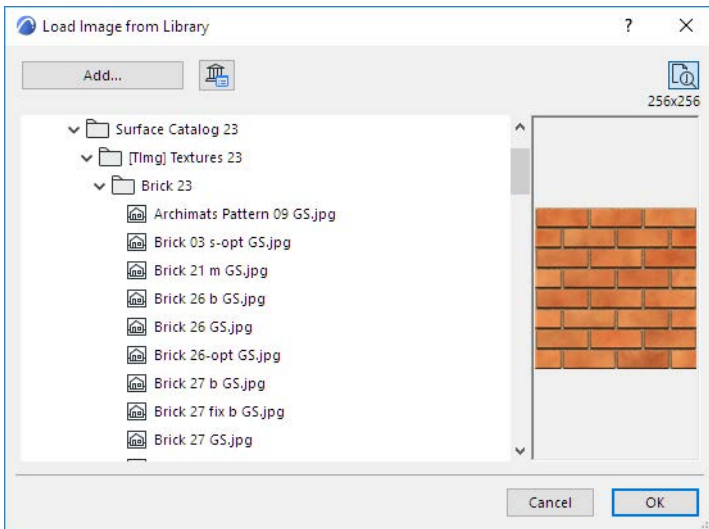 Load Image from Library
?
Add...
256x256
Surface Catalog 23
[TImg] Textures 23
Brick 23
Archimats Pattern 09 GS.jpg
Brick 03 s-opt GS.jpg
Brick 21 m GS.jpg
Brick 26 b GS.jpg
Brick 26 GS.jpg
Brick 26-opt GS.jpg
Brick 27 b GS.jpg
Brick 27 fix b GS.jpg
Brick 27 GS.jpg
Cancel
OK